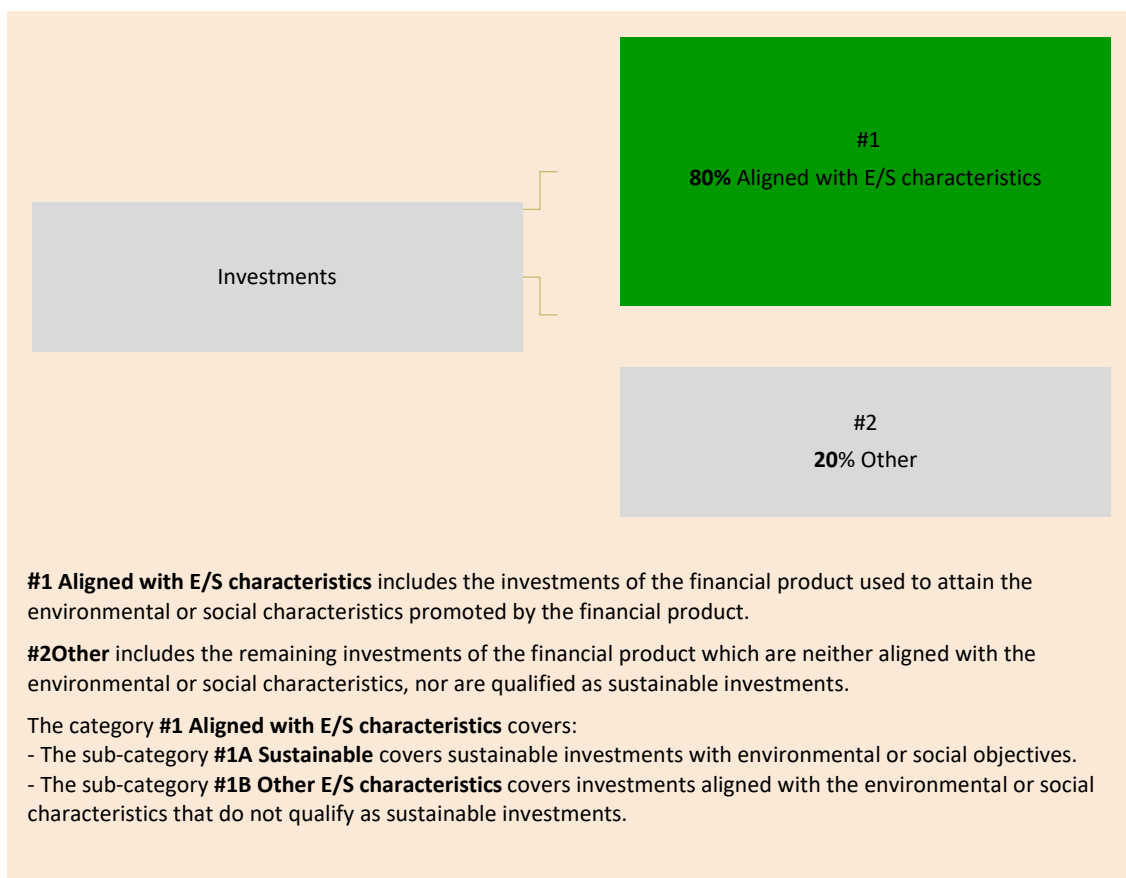 #1
80% Aligned with E/S characteristics
Investments
#2
20% Other
#1 Aligned with E/S characteristics includes the investments of the financial product used to attain the
environmental or social characteristics promoted by the financial product.
#2Other includes the remaining investments of the financial product which are neither aligned with the
environmental or social characteristics, nor are qualified as sustainable investments.
The category #1 Aligned with E/S characteristics covers:
- The sub-category #1A Sustainable covers sustainable investments with environmental or social objectives.
- The sub-category #1B Other E/S characteristics covers investments aligned with the environmental or social
characteristics that do not qualify as sustainable investments.